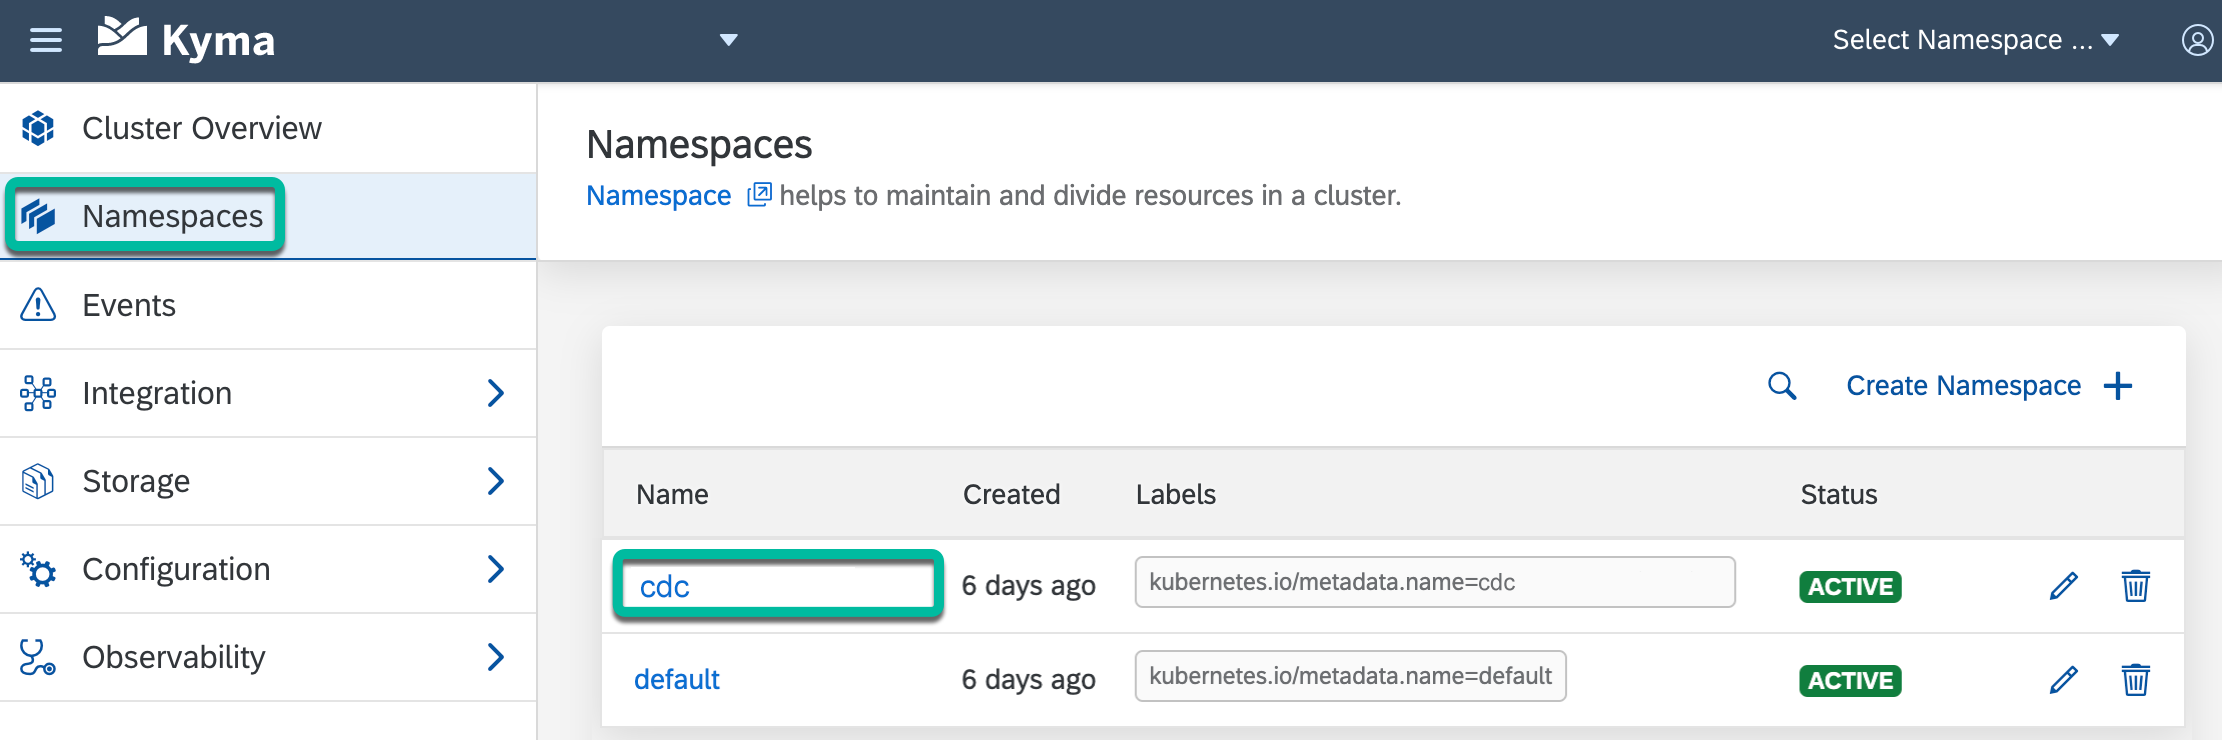 Kyma
Select Namespace ...
Cluster Overview
Namespaces
Events
Integration
Storage
Configuration
Observability
Namespaces
Namespace helps to maintain and divide resources in a cluster.
Create Namespace
Name Created Labels Status
cdc 6 days ago kubernetes.io/metadata.name=cdc ACTIVE
default 6 days ago kubernetes.io/metadata.name=default ACTIVE